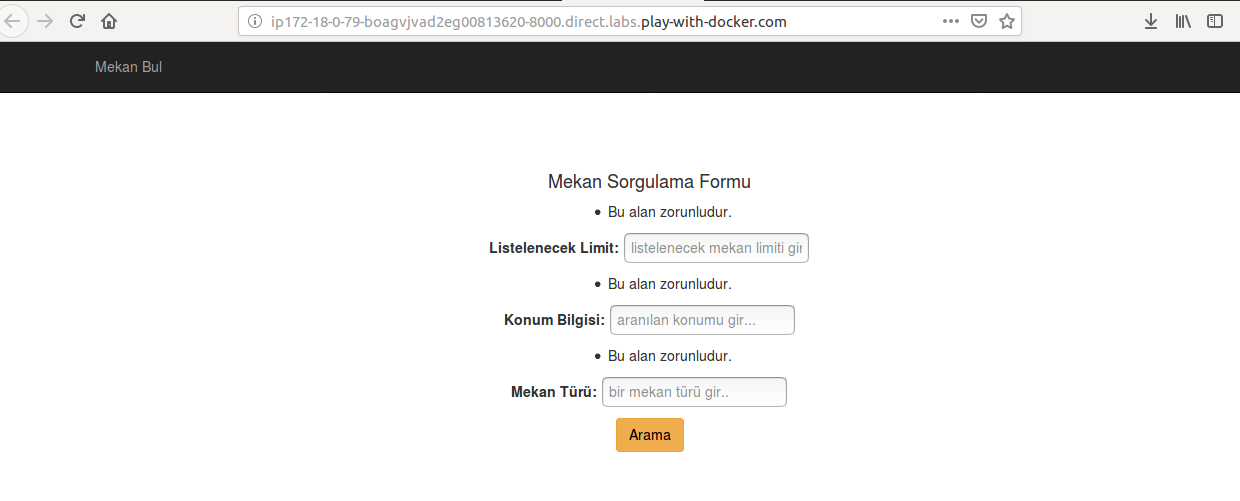 ip172-18-0-79-boagvjvad2eg00813620-8000.direct.labs.play-with-docker.com
Mekan Bul
Mekan Sorgulama Formu
Bu alan zorunludur.
Listelenecek Limit: listelenecek mekan limiti gir
Bu alan zorunludur.
Konum Bilgisi: aranılan konumu gir...
Bu alan zorunludur.
Mekan Türü: bir mekan türü gir..
Arama